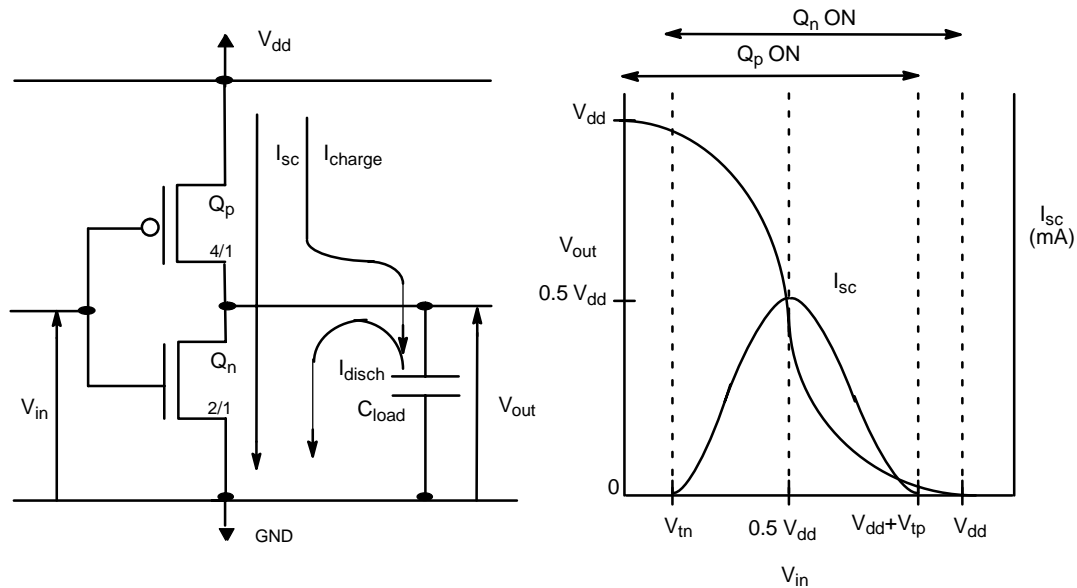 V_dd
I_sc
I_charge
Q_p
4/1
Q_n
2/1
V_in
I_disch
C_load
V_out
GND
Q_n ON
Q_p ON
V_dd
V_out
0.5 V_dd
0
I_sc
I_sc
(mA)
V_tn
0.5 V_dd
V_dd+V_tp
V_dd
V_in